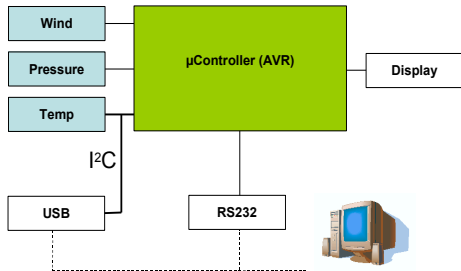 Wind
µController (AVR)
Pressure
Display
Temp
I²C
USB
RS232